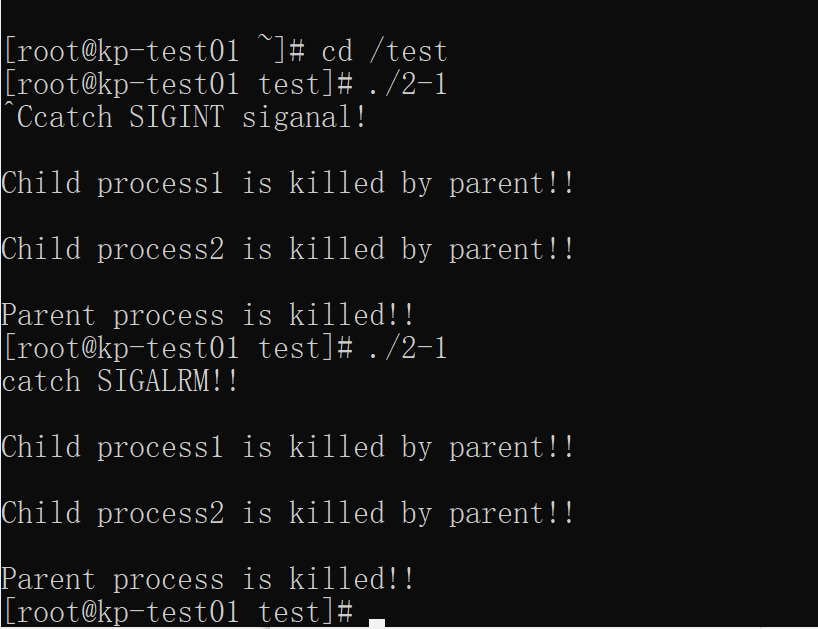 [root@kp-test01 ~]# cd /test
[root@kp-test01 test]# ./2-1
^Ccatch SIGINT siganal!
Child process1 is killed by parent!!
Child process2 is killed by parent!!
Parent process is killed!!
[root@kp-test01 test]# ./2-1
catch SIGALRM!!
Child process1 is killed by parent!!
Child process2 is killed by parent!!
Parent process is killed!!
[root@kp-test01 test]#